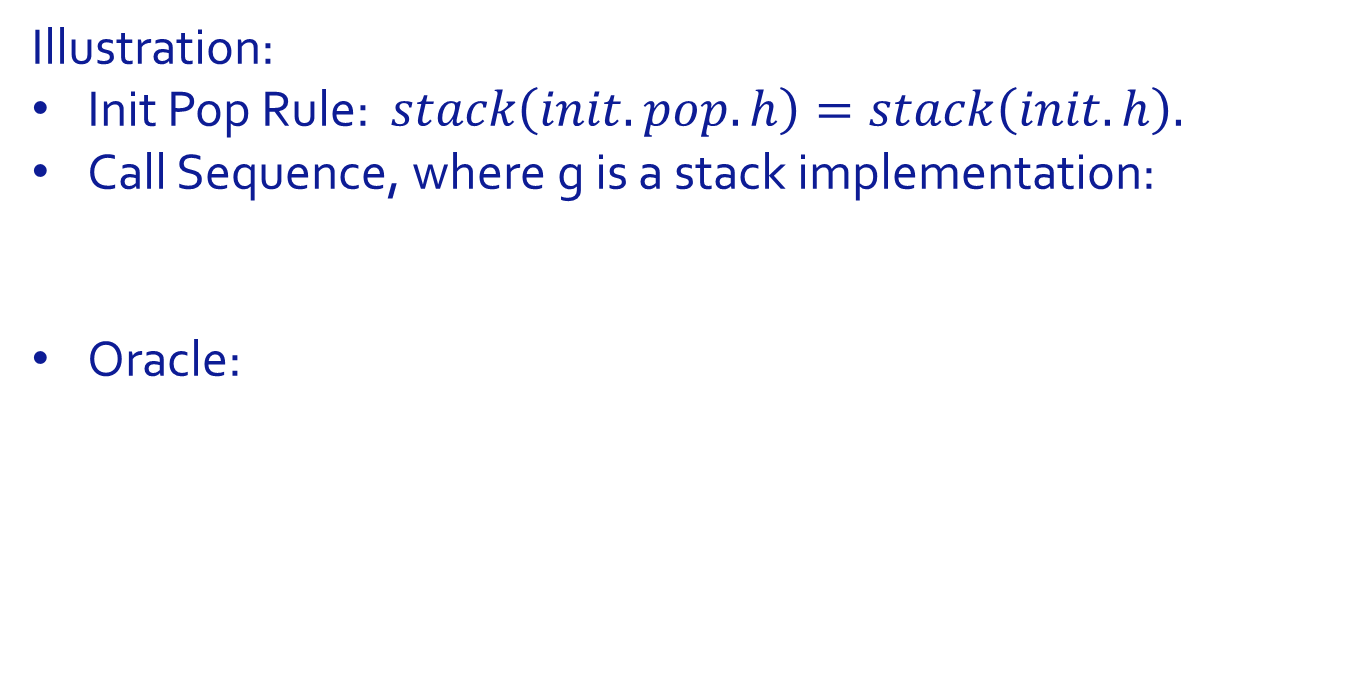 Illustration:
• Init Pop Rule: stack(init.pop.h) = stack(init.h).
• Call Sequence, where g is a stack implementation:
• Oracle: